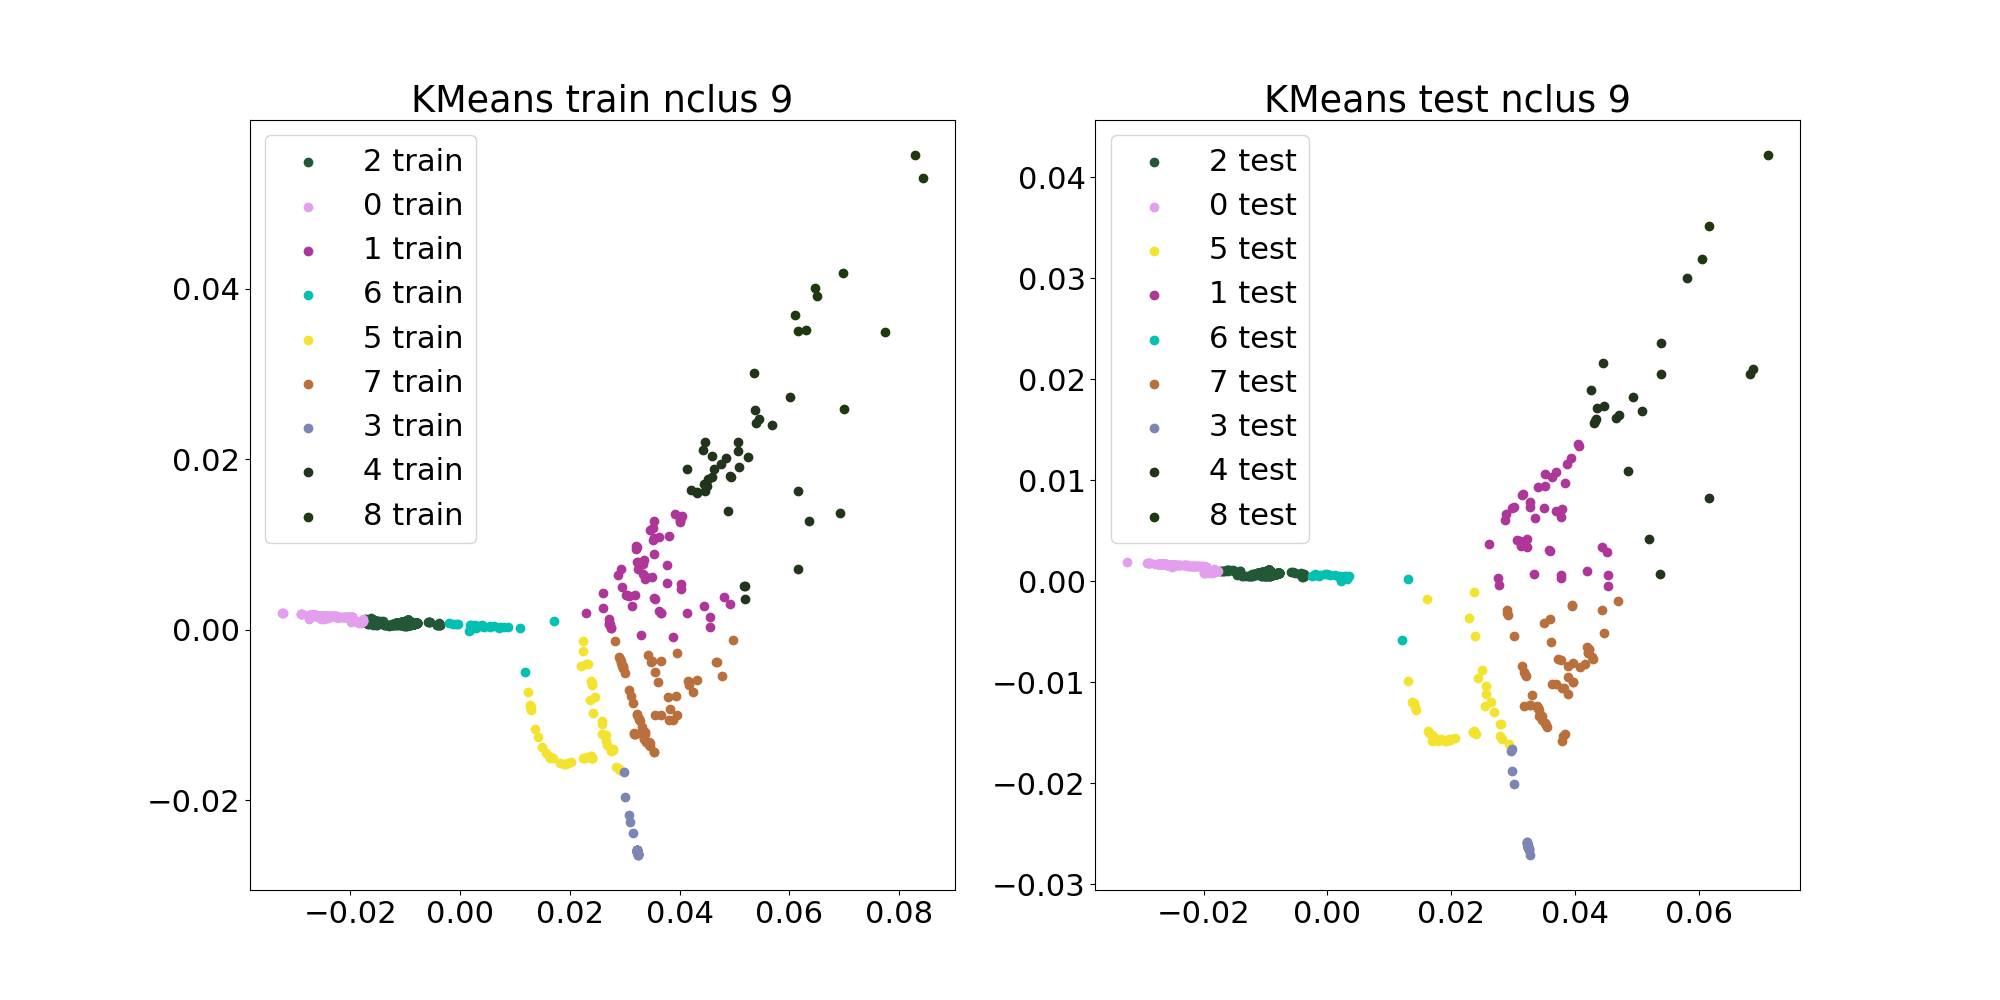 KMeans train nclus 9
2 train
0 train
1 train
6 train
5 train
7 train
3 train
4 train
8 train
0.04
0.02
0.00
−0.02
−0.02 0.00 0.02 0.04 0.06 0.08
KMeans test nclus 9
2 test
0 test
5 test
1 test
6 test
7 test
3 test
4 test
8 test
0.04
0.03
0.02
0.01
0.00
−0.01
−0.02
−0.03
−0.02 0.00 0.02 0.04 0.06